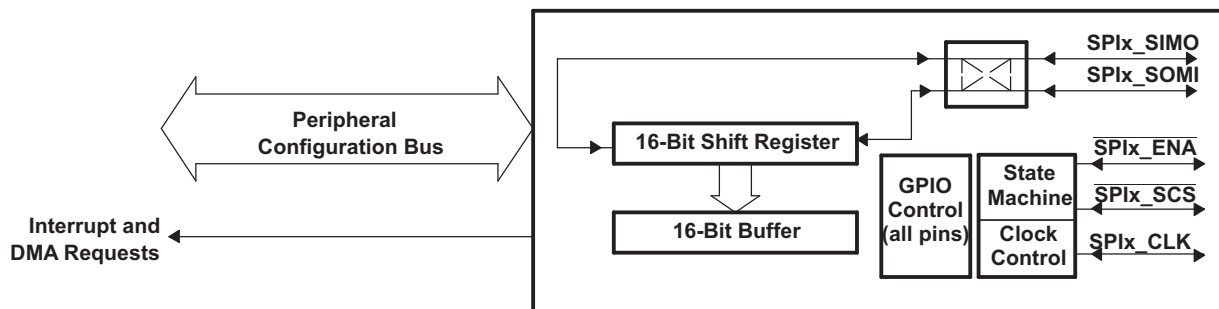 SPIx_SIMO
SPIx_SOMI
Peripheral
Configuration Bus
16-Bit Shift Register
SPIx_ENA
State
Machine
GPIO
Control
(all pins)
SPIx_SCS
Interrupt and
DMA Requests
16-Bit Buffer
Clock
Control
SPIx_CLK